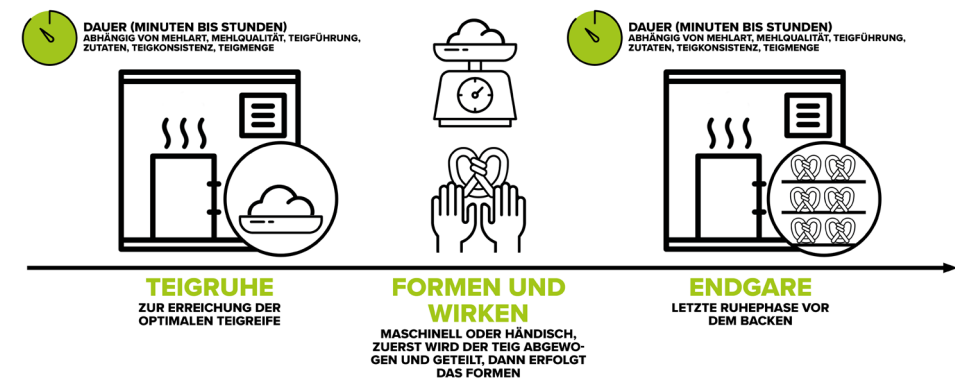 DAUER (MINUTEN BIS STUNDEN)
ABHÄNGIG VON MEHLART, MEHLQUALITÄT, TEIGFÜHRUNG,
ZUTATEN, TEIGKONSISTENZ, TEIGMENGE
DAUER (MINUTEN BIS STUNDEN)
ABHÄNGIG VON MEHLART, MEHLQUALITÄT, TEIGFÜHRUNG,
ZUTATEN, TEIGKONSISTENZ, TEIGMENGE
TEIGRUHE
ZUR ERREICHUNG DER
OPTIMALEN TEIGREIFE
FORMEN UND
WIRKEN
MASCHINELL ODER HÄNDISCH,
ZUERST WIRD DER TEIG ABGEWO-
GEN UND GETEILT, DANN ERFOLGT
DAS FORMEN
ENDGARE
LETZTE RUHEPHASE VOR
DEM BACKEN